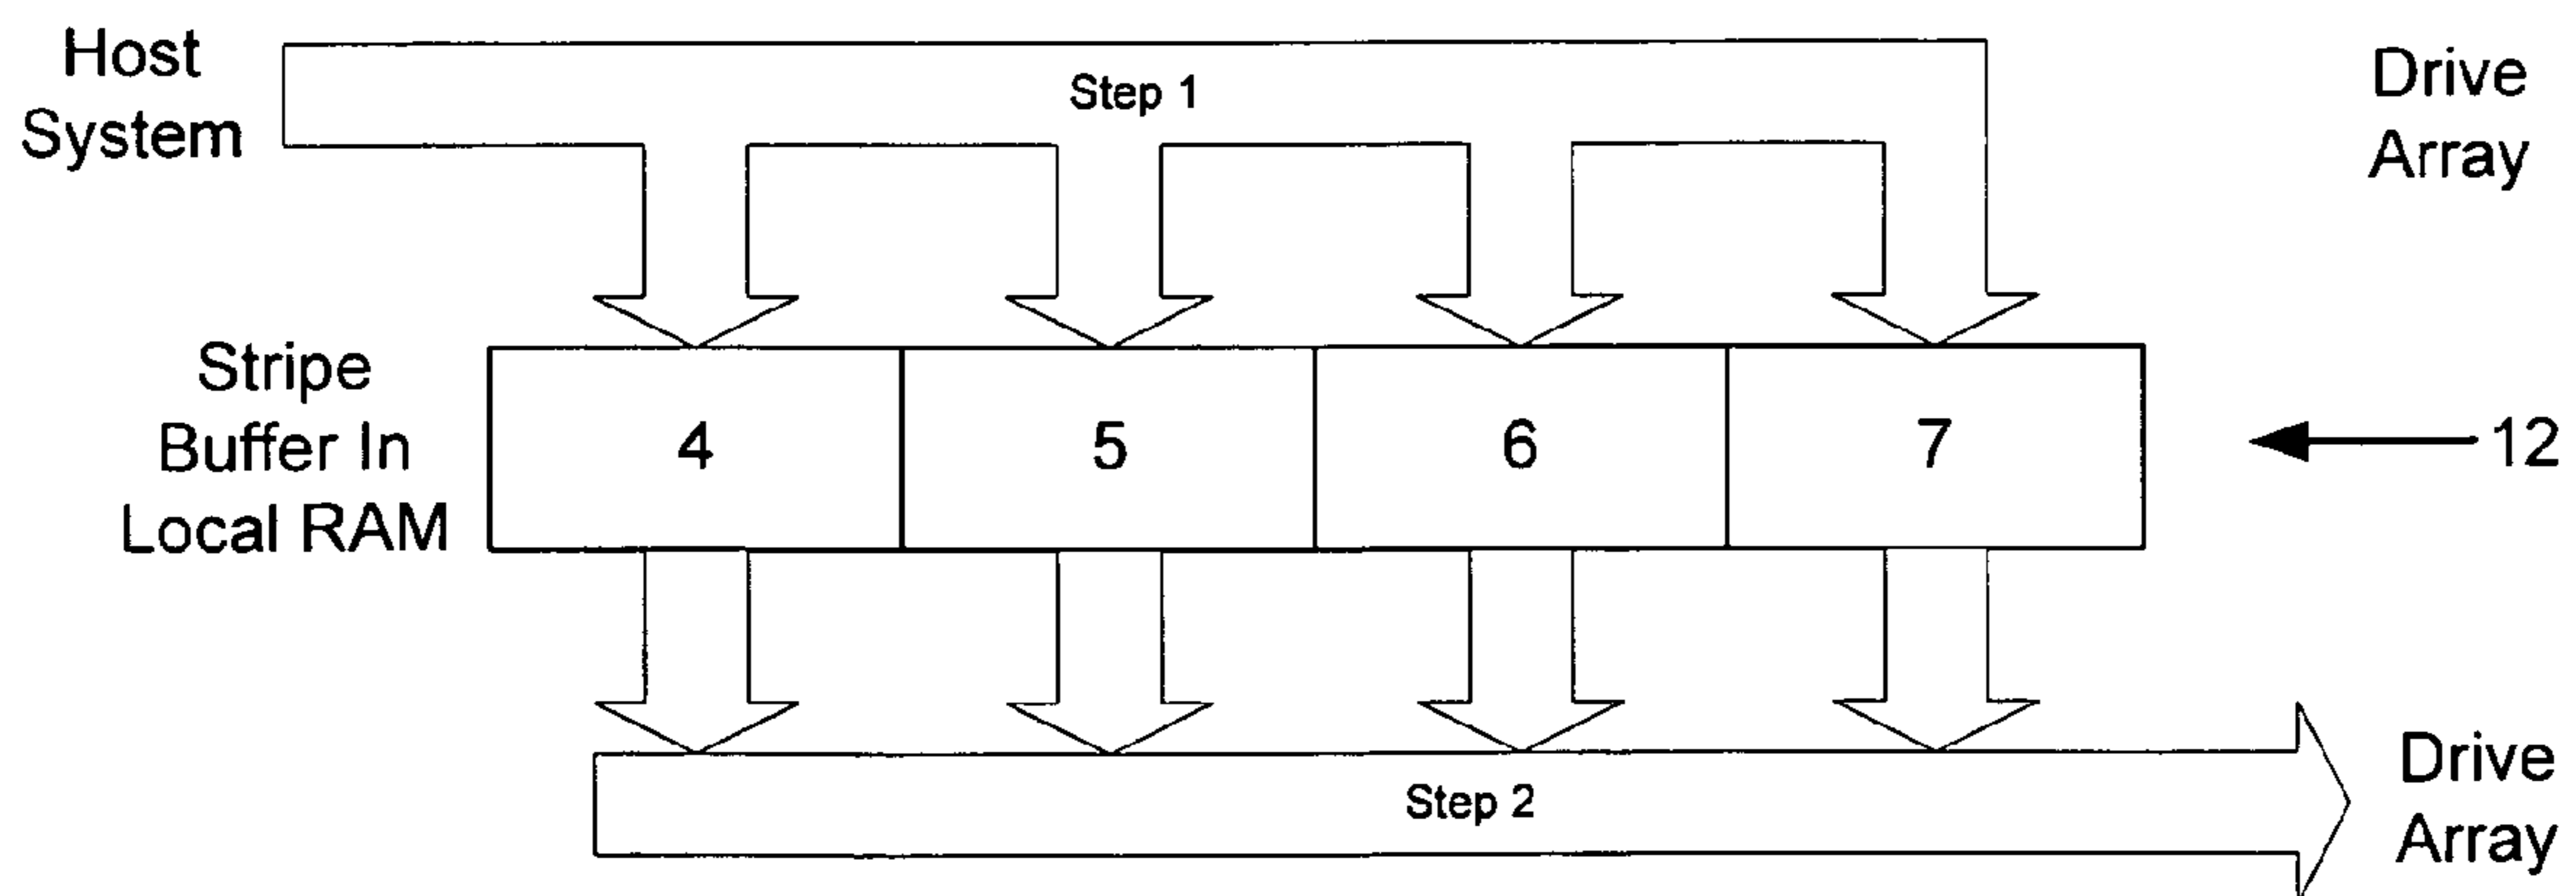 Host
System
Step 1
Drive
Array
Stripe
Buffer In
Local RAM
4
5
6
7
12
Step 2
Drive
Array